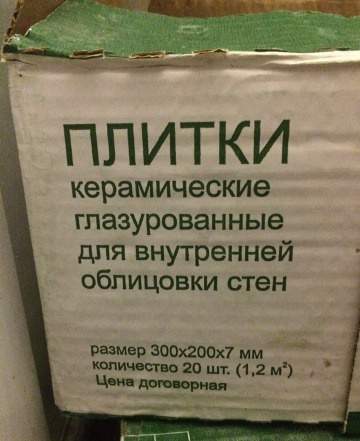 ПЛИТКИ
керамические
глазурованные
для внутренней
облицовки стен
размер 300х200х7 мм
количество 20 шт. (1,2 м²)
Цена договорная